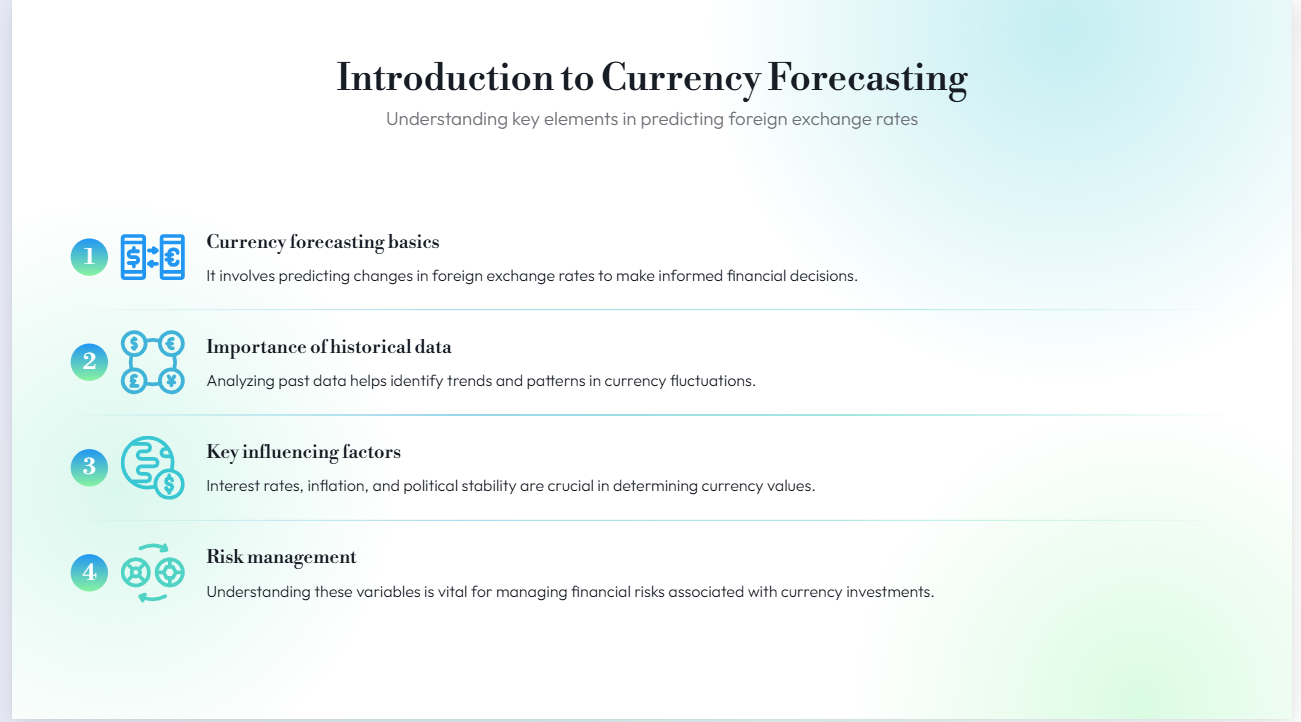 Introduction to Currency Forecasting
Understanding key elements in predicting foreign exchange rates
1
$ €
Currency forecasting basics
It involves predicting changes in foreign exchange rates to make informed financial decisions.
2
$ €
£ ¥
Importance of historical data
Analyzing past data helps identify trends and patterns in currency fluctuations.
3
$
Key influencing factors
Interest rates, inflation, and political stability are crucial in determining currency values.
4
Risk management
Understanding these variables is vital for managing financial risks associated with currency investments.